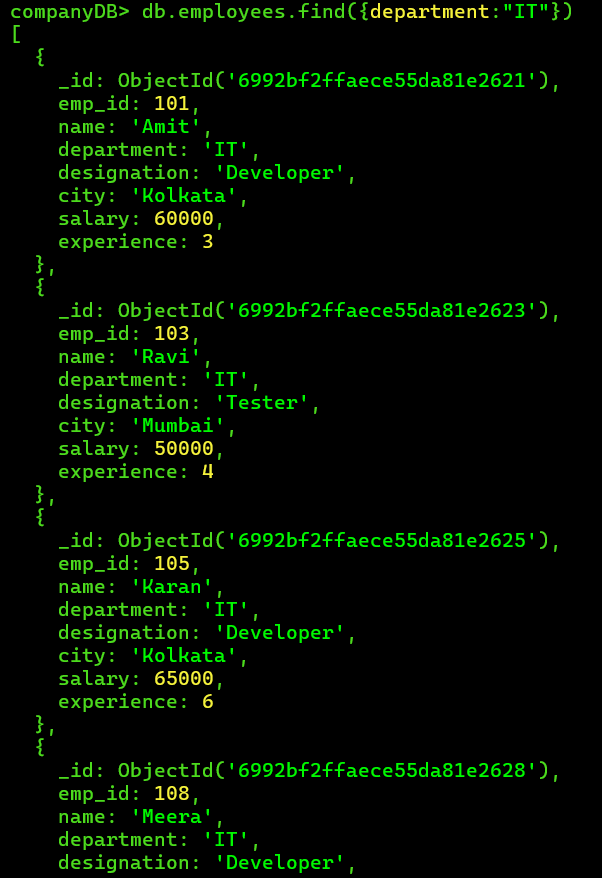 companyDB> db.employees.find({department:"IT"})
[
  {
    _id: ObjectId('6992bf2ffaece55da81e2621'),
    emp_id: 101,
    name: 'Amit',
    department: 'IT',
    designation: 'Developer',
    city: 'Kolkata',
    salary: 60000,
    experience: 3
  },
  {
    _id: ObjectId('6992bf2ffaece55da81e2623'),
    emp_id: 103,
    name: 'Ravi',
    department: 'IT',
    designation: 'Tester',
    city: 'Mumbai',
    salary: 50000,
    experience: 4
  },
  {
    _id: ObjectId('6992bf2ffaece55da81e2625'),
    emp_id: 105,
    name: 'Karan',
    department: 'IT',
    designation: 'Developer',
    city: 'Kolkata',
    salary: 65000,
    experience: 6
  },
  {
    _id: ObjectId('6992bf2ffaece55da81e2628'),
    emp_id: 108,
    name: 'Meera',
    department: 'IT',
    designation: 'Developer',